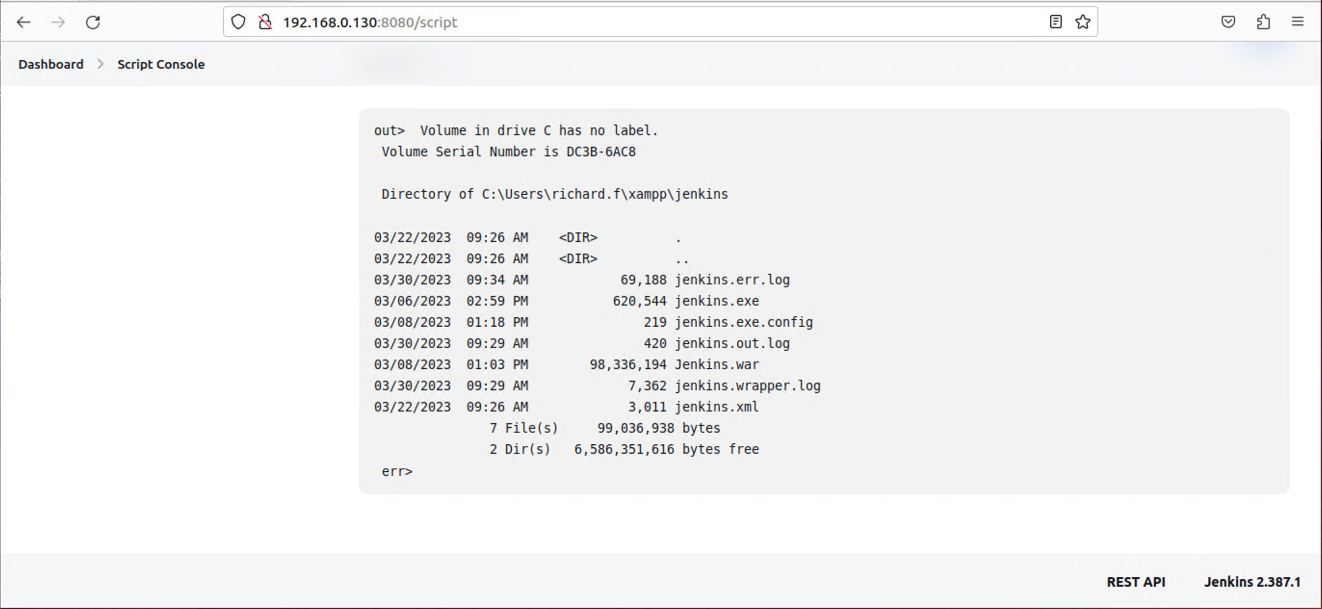 192.168.0.130:8080/script
Dashboard > Script Console
out>  Volume in drive C has no label.
 Volume Serial Number is DC3B-6AC8

 Directory of C:\Users\richard.f\xampp\jenkins

03/22/2023  09:26 AM    <DIR>          .
03/22/2023  09:26 AM    <DIR>          ..
03/30/2023  09:34 AM            69,188 jenkins.err.log
03/06/2023  02:59 PM           620,544 jenkins.exe
03/08/2023  01:18 PM               219 jenkins.exe.config
03/30/2023  09:29 AM               420 jenkins.out.log
03/08/2023  01:03 PM        98,336,194 Jenkins.war
03/30/2023  09:29 AM             7,362 jenkins.wrapper.log
03/22/2023  09:26 AM             3,011 jenkins.xml
               7 File(s)     99,036,938 bytes
               2 Dir(s)   6,586,351,616 bytes free
 err>
REST API Jenkins 2.387.1